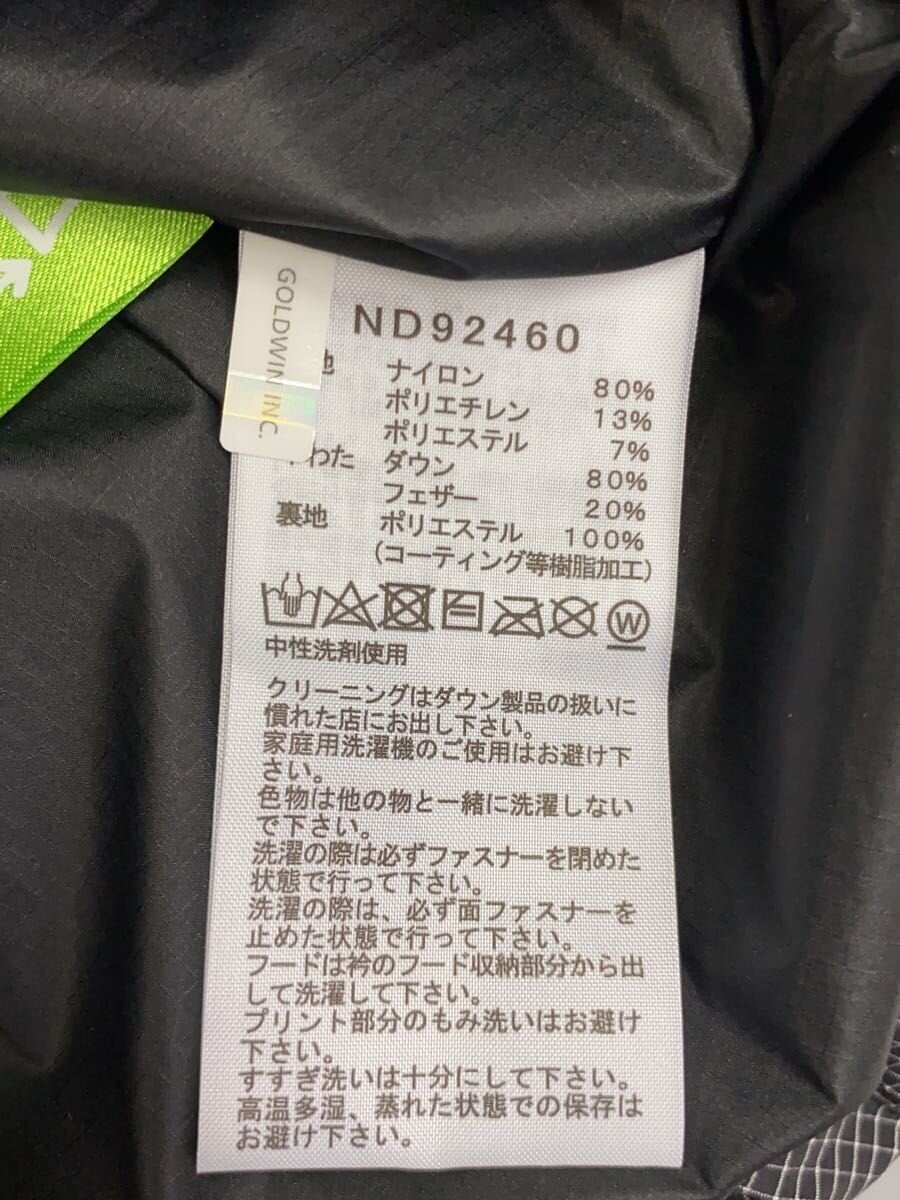 GOLDWIN INC.
ND92460
地 ナイロン 80%
ポリエチレン 13%
ポリエステル 7%
わた ダウン 80%
フェザー 20%
裏地 ポリエステル 100%
(コーティング等樹脂加工)
W
中性洗剤使用
クリーニングはダウン製品の扱いに
慣れた店にお出し下さい。
家庭用洗濯機のご使用はお避け下
さい。
色物は他の物と一緒に洗濯しない
で下さい。
洗濯の際は必ずファスナーを閉めた
状態で行って下さい。
洗濯の際は、必ず面ファスナーを
止めた状態で行って下さい。
フードは衿のフード収納部分から出
して洗濯して下さい。
プリント部分のもみ洗いはお避け
下さい。
すすぎ洗いは十分にして下さい。
高温多湿、蒸れた状態での保存は
お避け下さい。